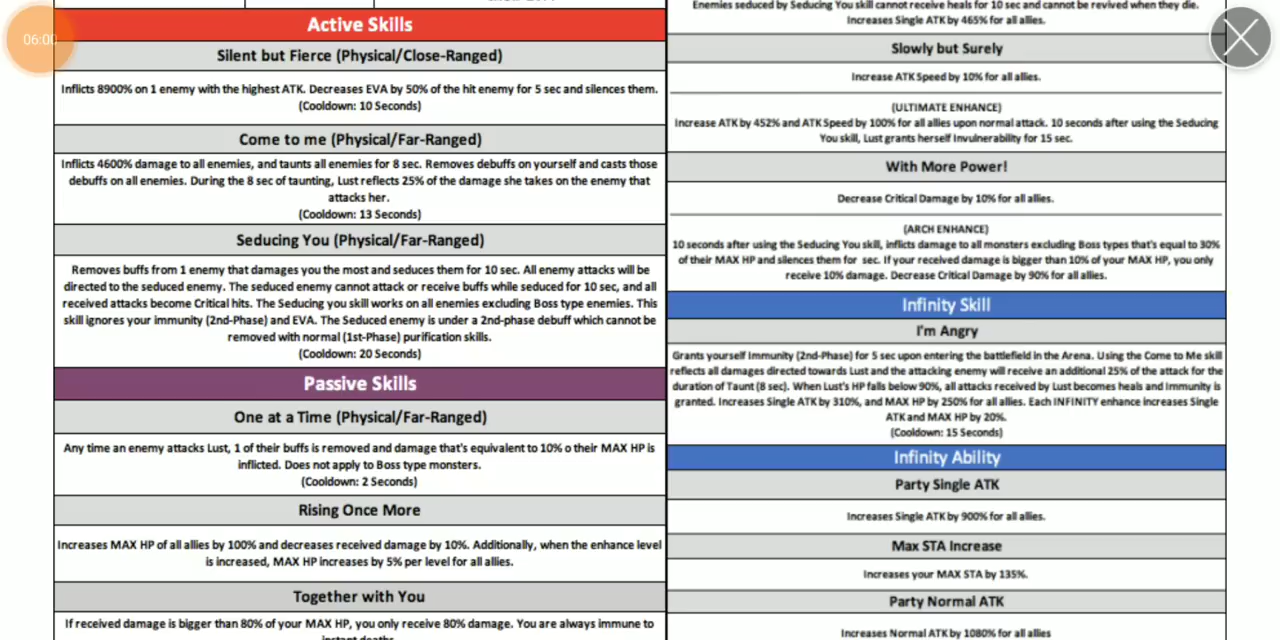 06:00
Active Skills
Silent but Fierce (Physical/Close-Ranged)
Inflicts 8900% on 1 enemy with the highest ATK. Decreases EVA by 50% of the hit enemy for 5 sec and silences them.
(Cooldown: 10 Seconds)
Come to me (Physical/Far-Ranged)
Inflicts 4600% damage to all enemies, and taunts all enemies for 8 sec. Removes debuffs on yourself and casts those
debuffs on all enemies. During the 8 sec of taunting, Lust reflects 25% of the damage she takes on the enemy that
attacks her.
(Cooldown: 13 Seconds)
Seducing You (Physical/Far-Ranged)
Removes buffs from 1 enemy that damages you the most and seduces them for 10 sec. All enemy attacks will be
directed to the seduced enemy. The seduced enemy cannot attack or receive buffs while seduced for 10 sec, and all
received attacks become Critical hits. The Seducing you skill works on all enemies excluding Boss type enemies. This
skill ignores your immunity (2nd-Phase) and EVA. The Seduced enemy is under a 2nd-phase debuff which cannot be
removed with normal (1st-Phase) purification skills.
(Cooldown: 20 Seconds)
Passive Skills
One at a Time (Physical/Far-Ranged)
Any time an enemy attacks Lust, 1 of their buffs is removed and damage that's equivalent to 10% o their MAX HP is
inflicted. Does not apply to Boss type monsters.
(Cooldown: 2 Seconds)
Rising Once More
Increases MAX HP of all allies by 100% and decreases received damage by 10%. Additionally, when the enhance level
is increased, MAX HP increases by 5% per level for all allies.
Together with You
If received damage is bigger than 80% of your MAX HP, you only receive 80% damage. You are always immune to
instant deaths.
Enemies seduced by Seducing You skill cannot receive heals for 10 sec and cannot be revived when they die.
Increases Single ATK by 465% for all allies.
Slowly but Surely
Increase ATK Speed by 10% for all allies.
(ULTIMATE ENHANCE)
Increase ATK by 452% and ATK Speed by 100% for all allies upon normal attack. 10 seconds after using the Seducing
You skill, Lust grants herself Invulnerability for 15 sec.
With More Power!
Decrease Critical Damage by 10% for all allies.
(ARCH ENHANCE)
10 seconds after using the Seducing You skill, inflicts damage to all monsters excluding Boss types that's equal to 30%
of their MAX HP and silences them for  sec. If your received damage is bigger than 10% of your MAX HP, you only
receive 10% damage. Decrease Critical Damage by 90% for all allies.
Infinity Skill
I'm Angry
Grants yourself Immunity (2nd-Phase) for 5 sec upon entering the battlefield in the Arena. Using the Come to Me skill
reflects all damages directed towards Lust and the attacking enemy will receive an additional 25% of the attack for the
duration of Taunt (8 sec). When Lust's HP falls below 90%, all attacks received by Lust becomes heals and Immunity is
granted. Increases Single ATK by 310%, and MAX HP by 250% for all allies. Each INFINITY enhance increases Single
ATK and MAX HP by 20%.
(Cooldown: 15 Seconds)
Infinity Ability
Party Single ATK
Increases Single ATK by 900% for all allies.
Max STA Increase
Increases your MAX STA by 135%.
Party Normal ATK
Increases Normal ATK by 1080% for all allies